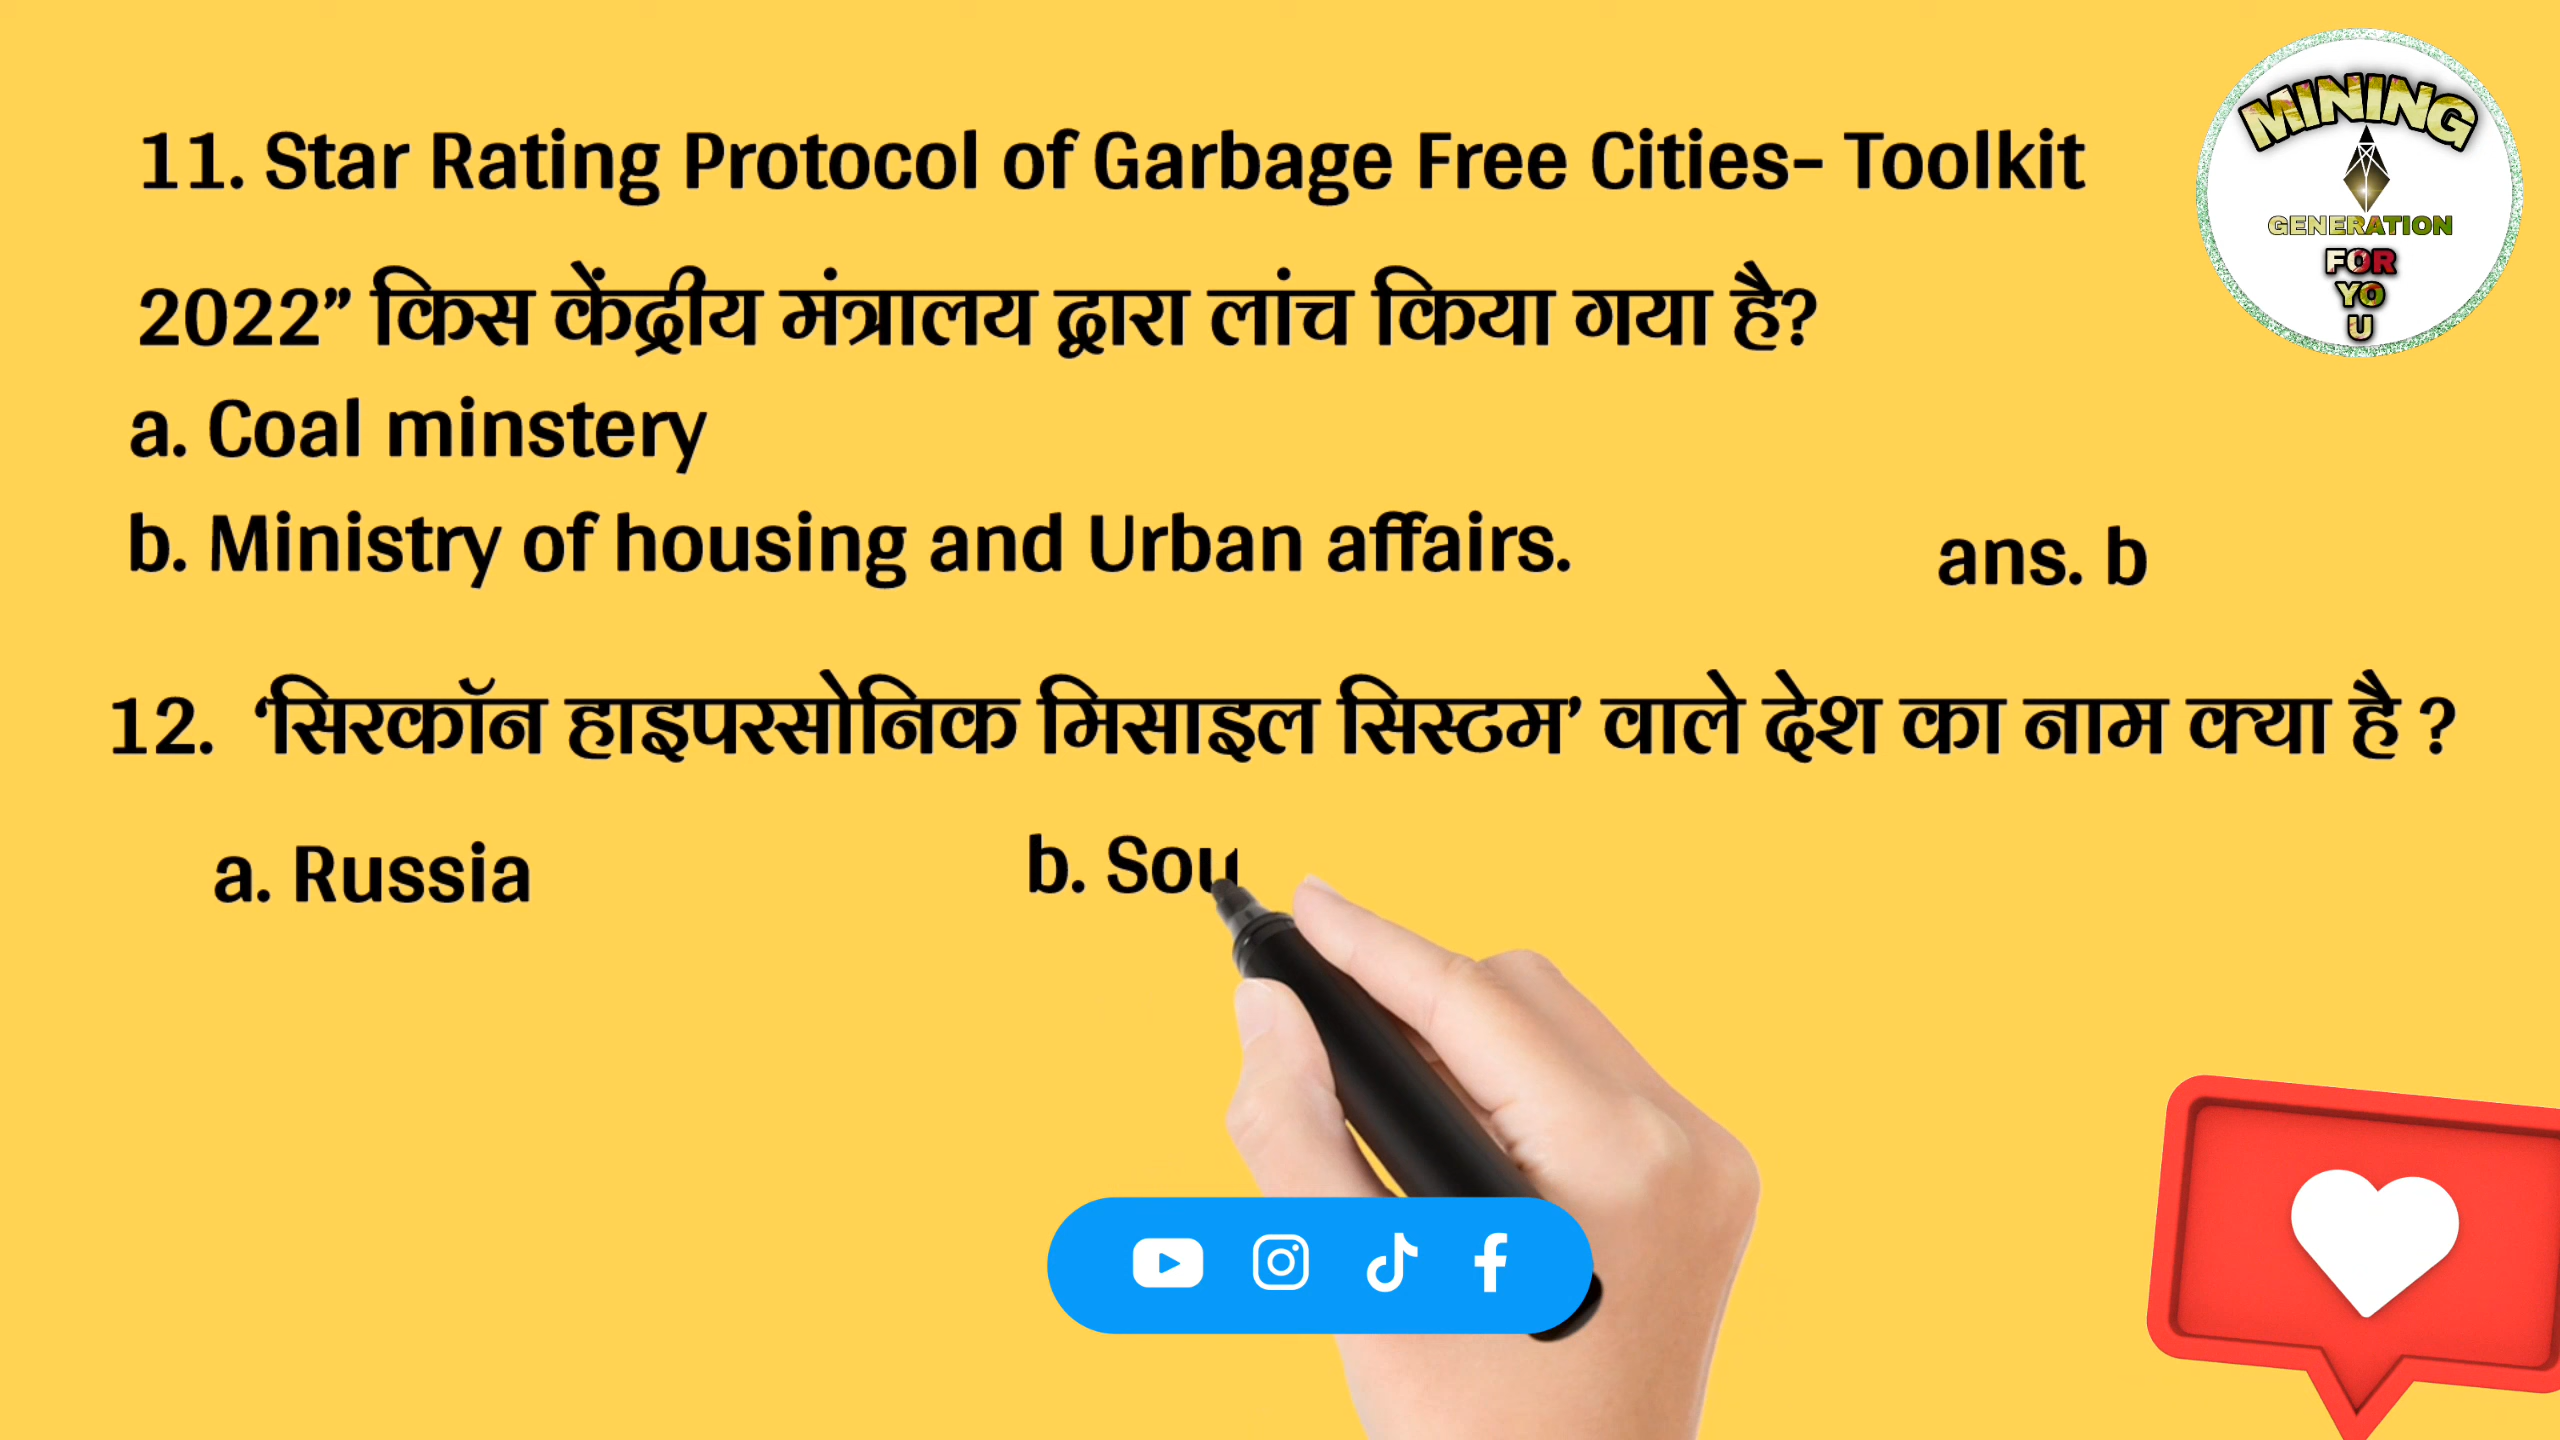 MINING
GENERATION
FOR
YO
U
11. Star Rating Protocol of Garbage Free Cities- Toolkit
2022” किस केंद्रीय मंत्रालय द्वारा लांच किया गया है?
a. Coal minstery
b. Ministry of housing and Urban affairs.
ans. b
12. ‘सिरकॉन हाइपरसोनिक मिसाइल सिस्टम’ वाले देश का नाम क्या है ?
a. Russia
b. Sou